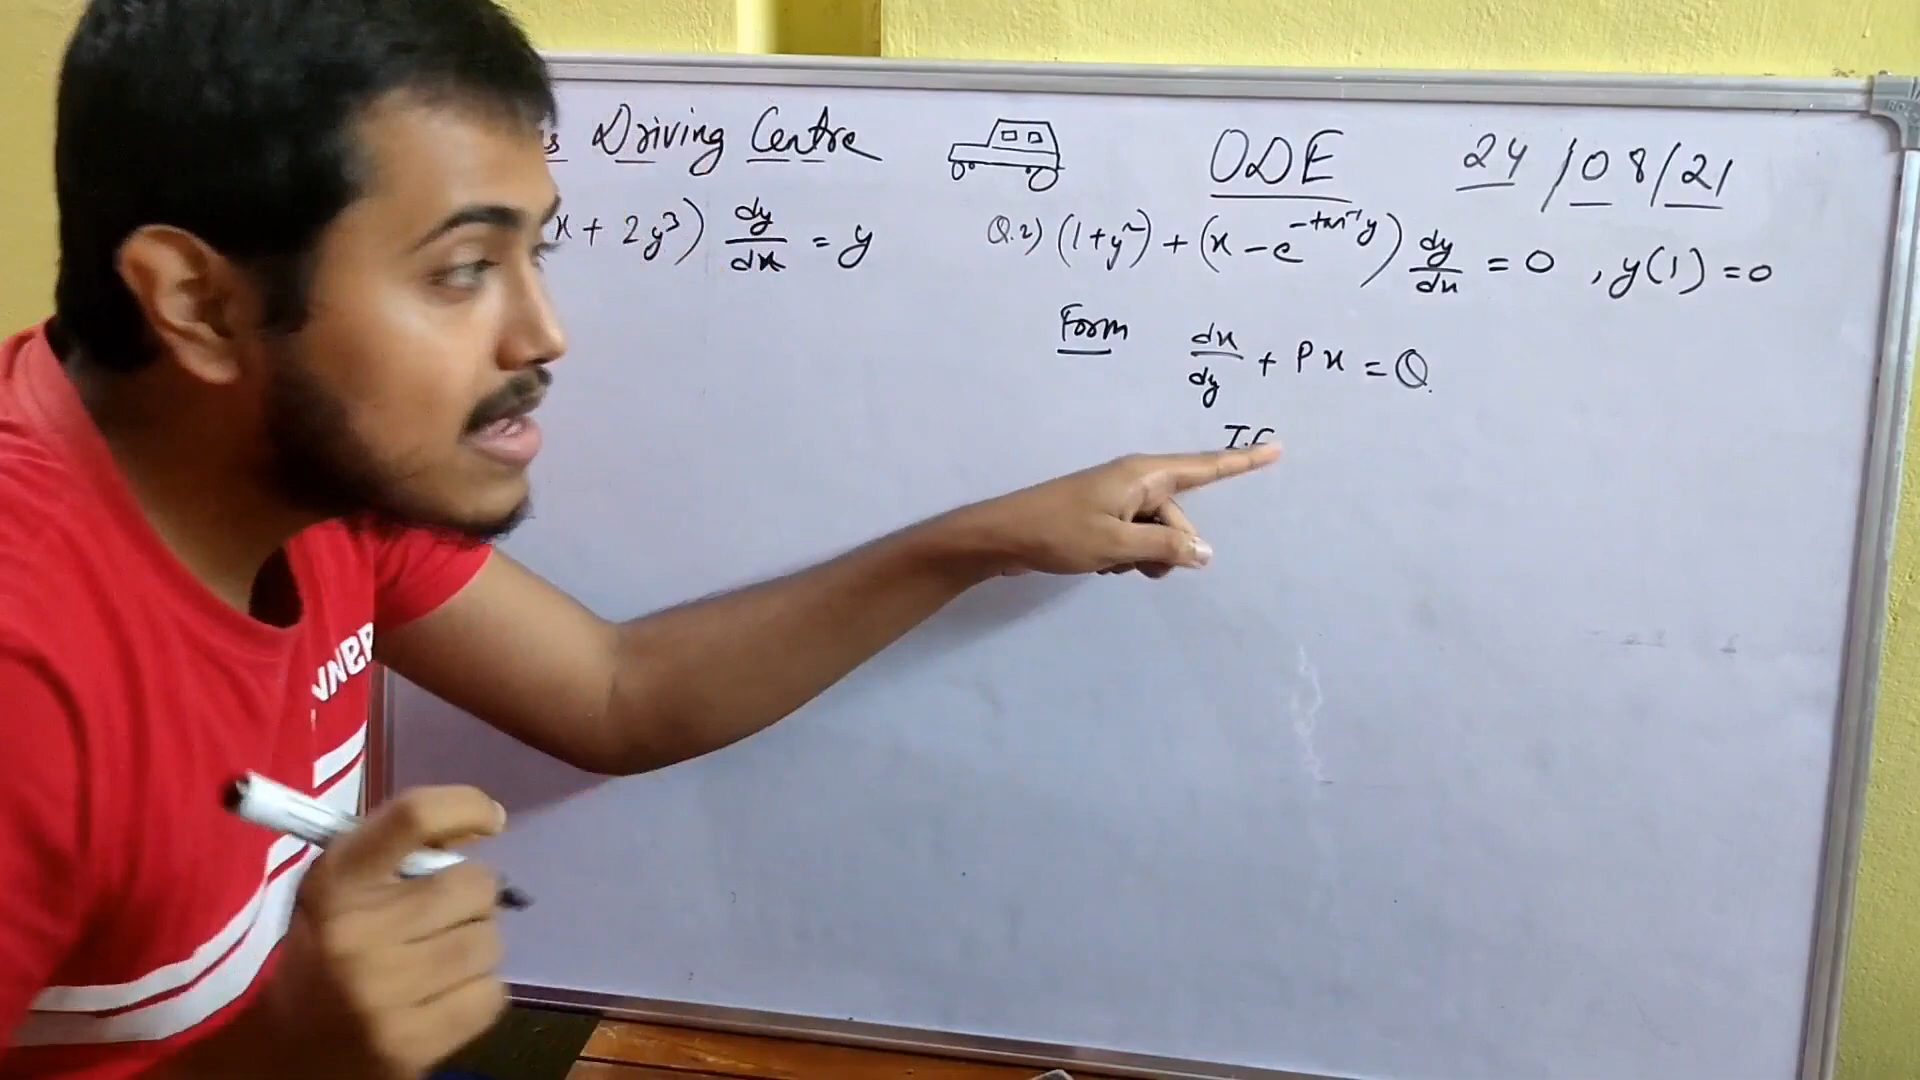 Driving Centre
ODE
24/08/21
x + 2y³) dy/dx = y
Q.2) (1+y²) + (x - e^(-tan⁻¹y)) dy/dx = 0 , y(1) = 0
Form dx/dy + Px = Q.